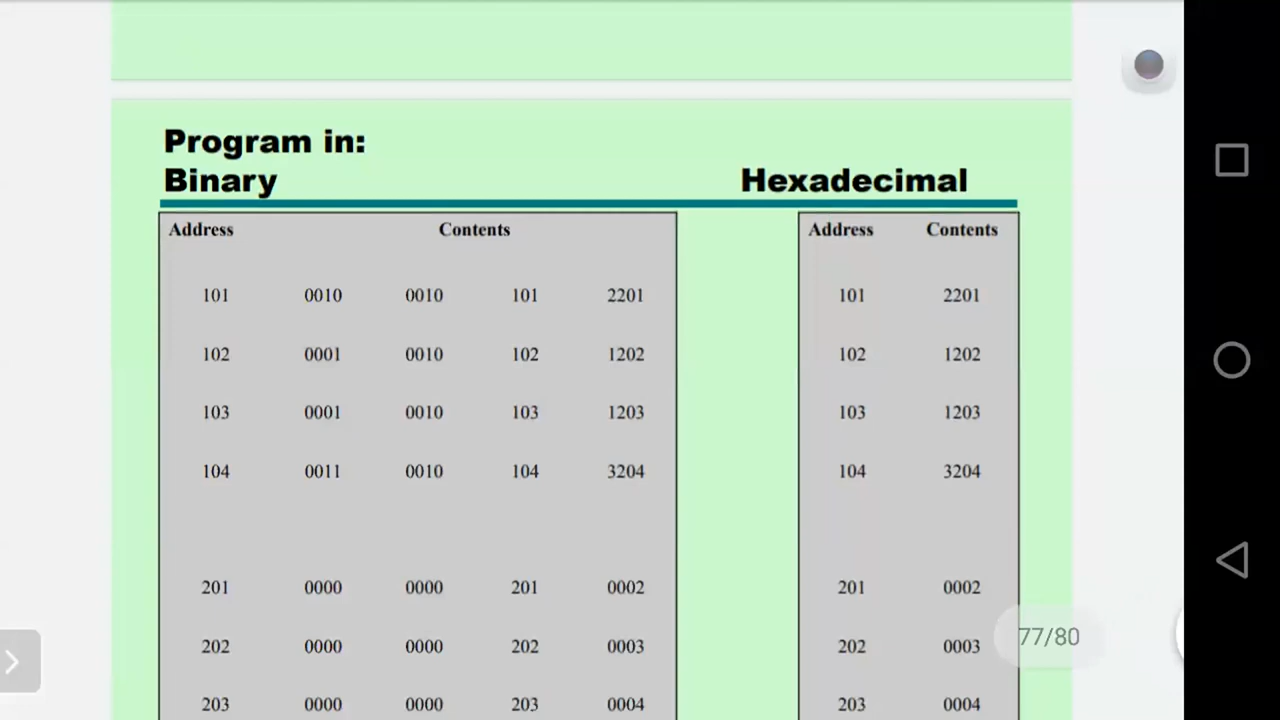 Program in:
Binary Hexadecimal
Address Contents Address Contents
101 0010 0010 101 2201 101 2201
102 0001 0010 102 1202 102 1202
103 0001 0010 103 1203 103 1203
104 0011 0010 104 3204 104 3204
201 0000 0000 201 0002 201 0002
202 0000 0000 202 0003 202 0003
203 0000 0000 203 0004 203 0004
77/80